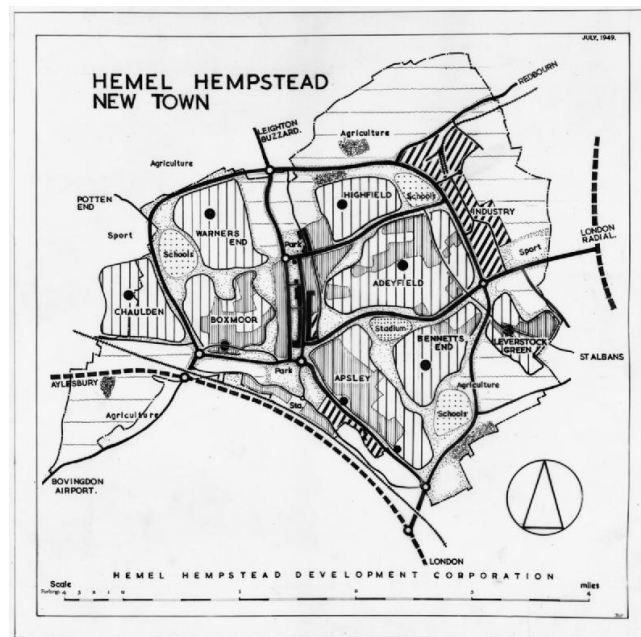 JULY, 1949.
HEMEL HEMPSTEAD
NEW TOWN
REDBOURN
LEIGHTON
BUZZARD.
Agriculture
Agriculture
POTTEN
END
HIGHFIELD
Schools
INDUSTRY
Sport
WARNERS
END
Park
Sport
LONDON
RADIAL.
Schools
ADEYFIELD
CHAULDEN
BOXMOOR
Stadium
BENNETTS
END
LEVERSTOCK
GREEN
ST ALBANS
Park
APSLEY
AYLESBURY
Agriculture
Sta.
Agriculture
Schools
BOVINGDON
AIRPORT.
LONDON
HEMEL HEMPSTEAD DEVELOPMENT CORPORATION
Scale
miles
Furlongs